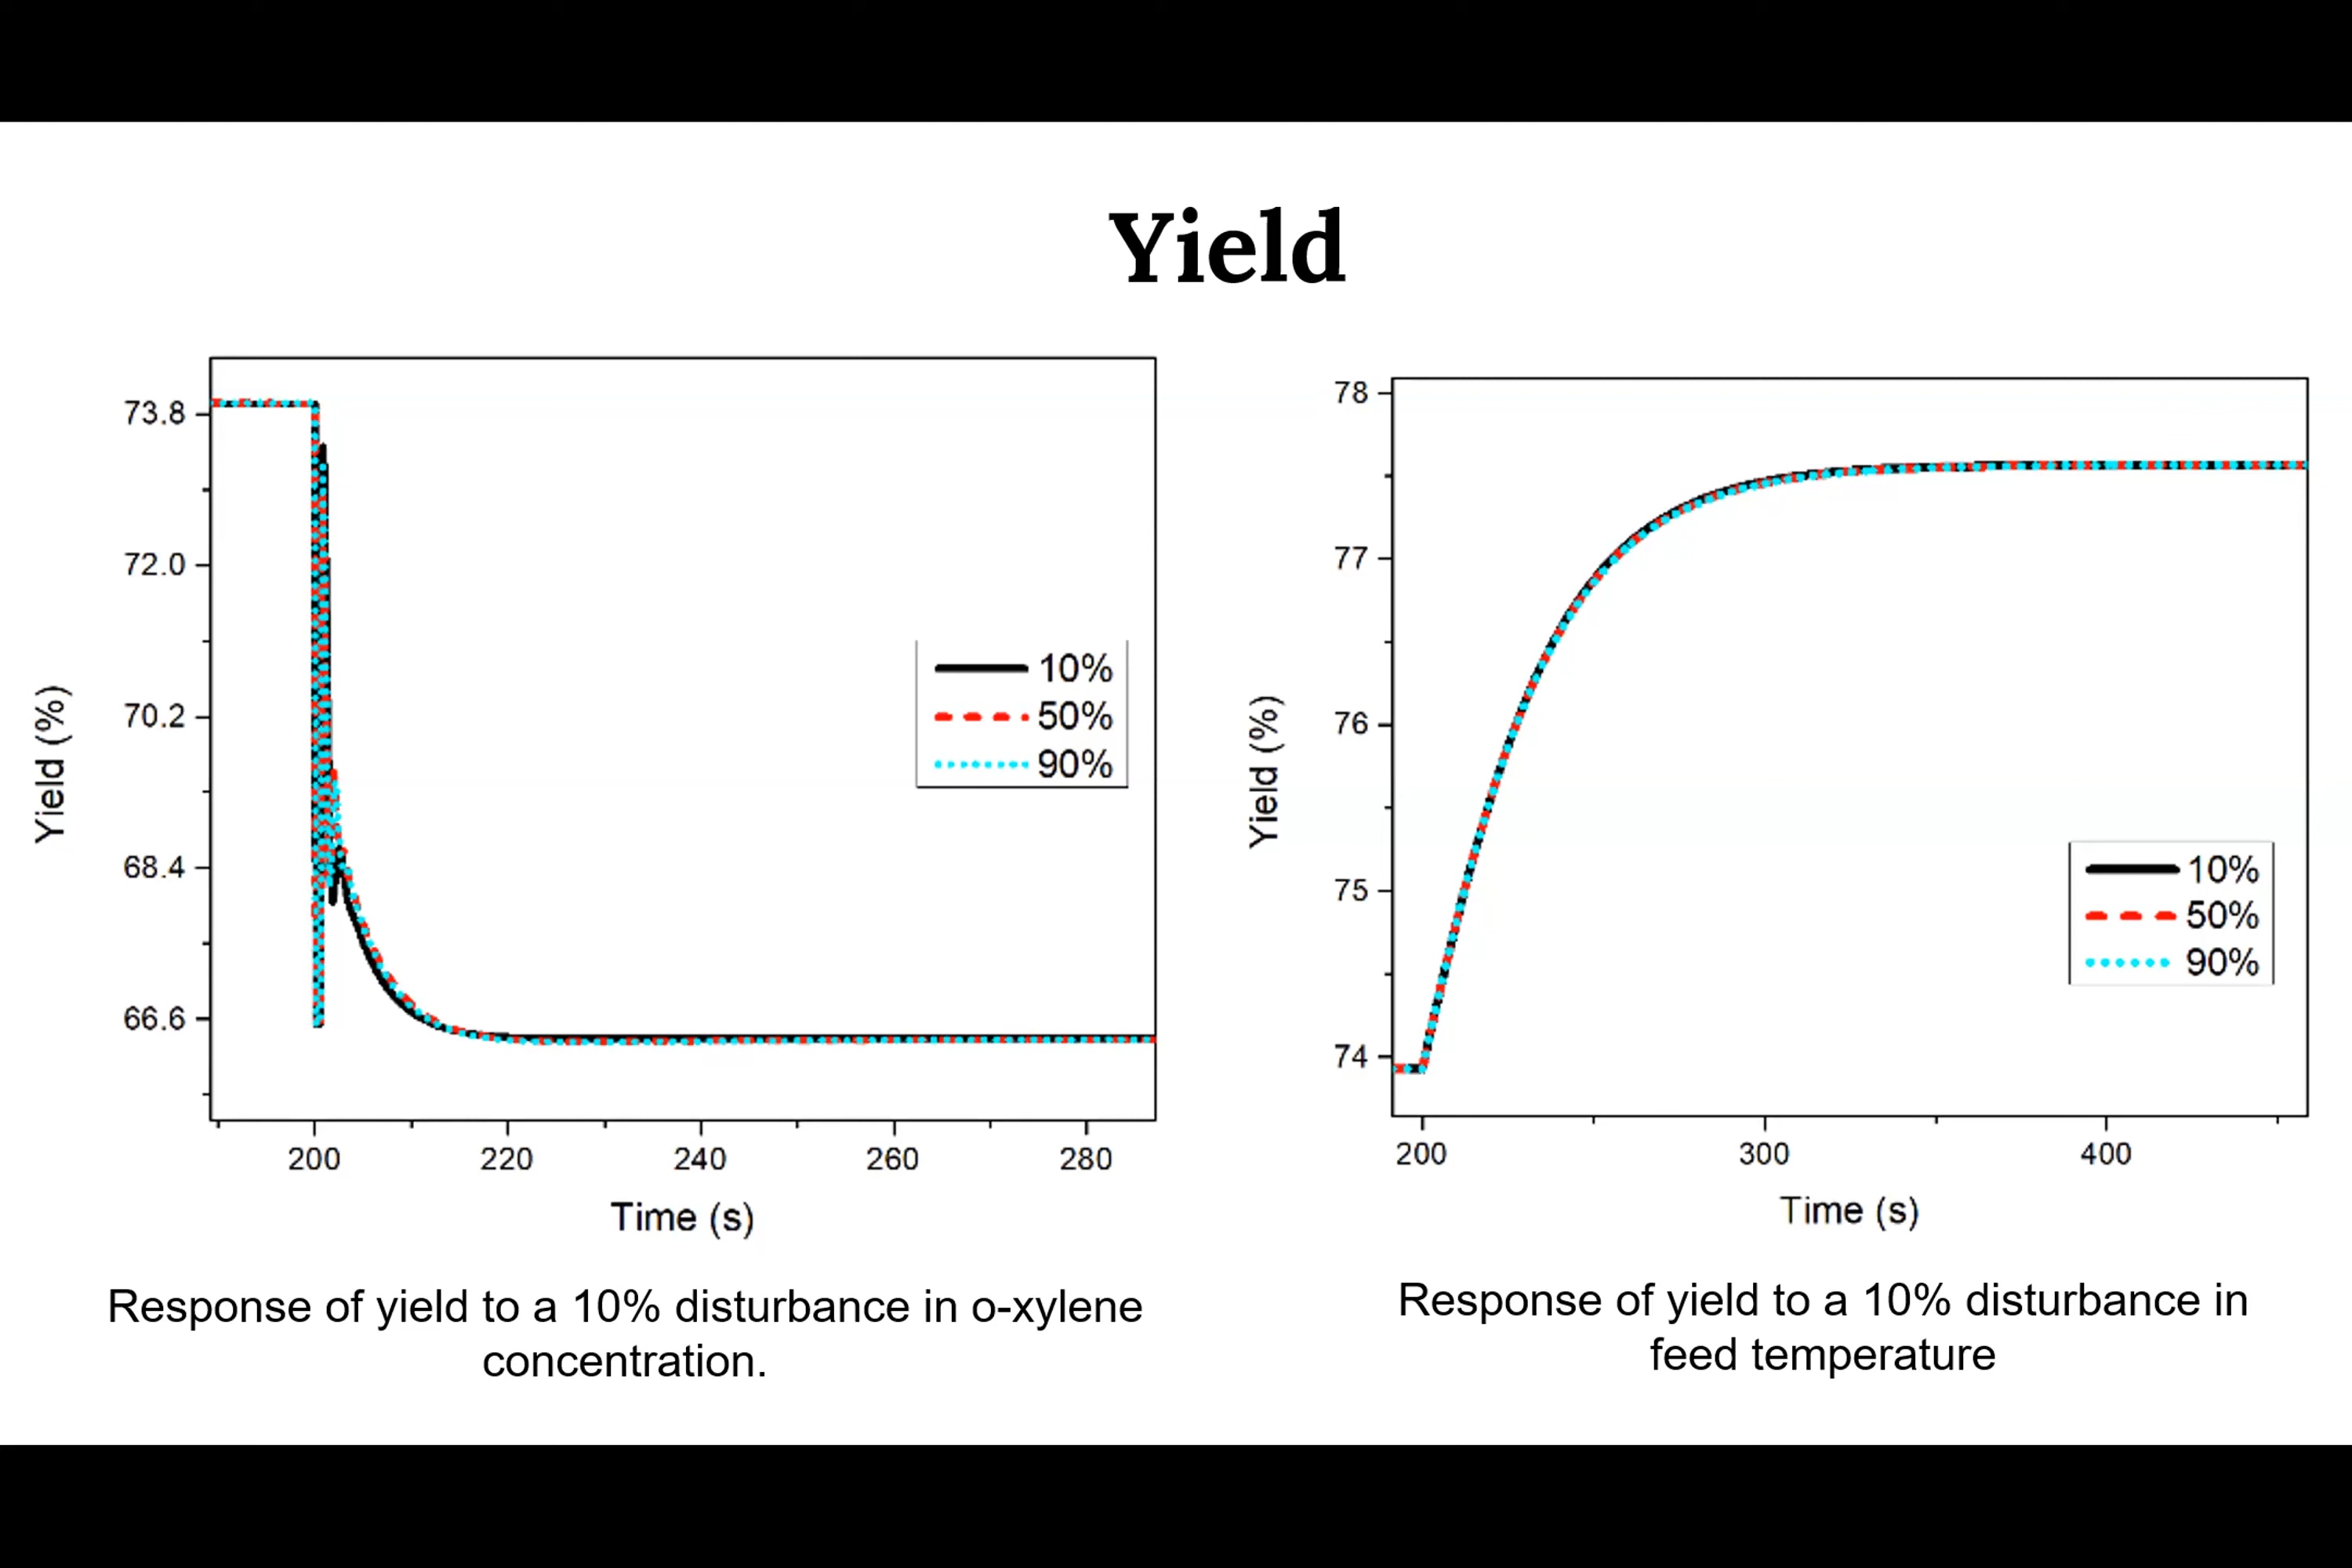 Yield
73.8
72.0
70.2
68.4
66.6
Yield (%)
10%
50%
90%
200 220 240 260 280
Time (s)
Response of yield to a 10% disturbance in o-xylene
concentration.
78
77
76
75
74
Yield (%)
10%
50%
90%
200 300 400
Time (s)
Response of yield to a 10% disturbance in
feed temperature